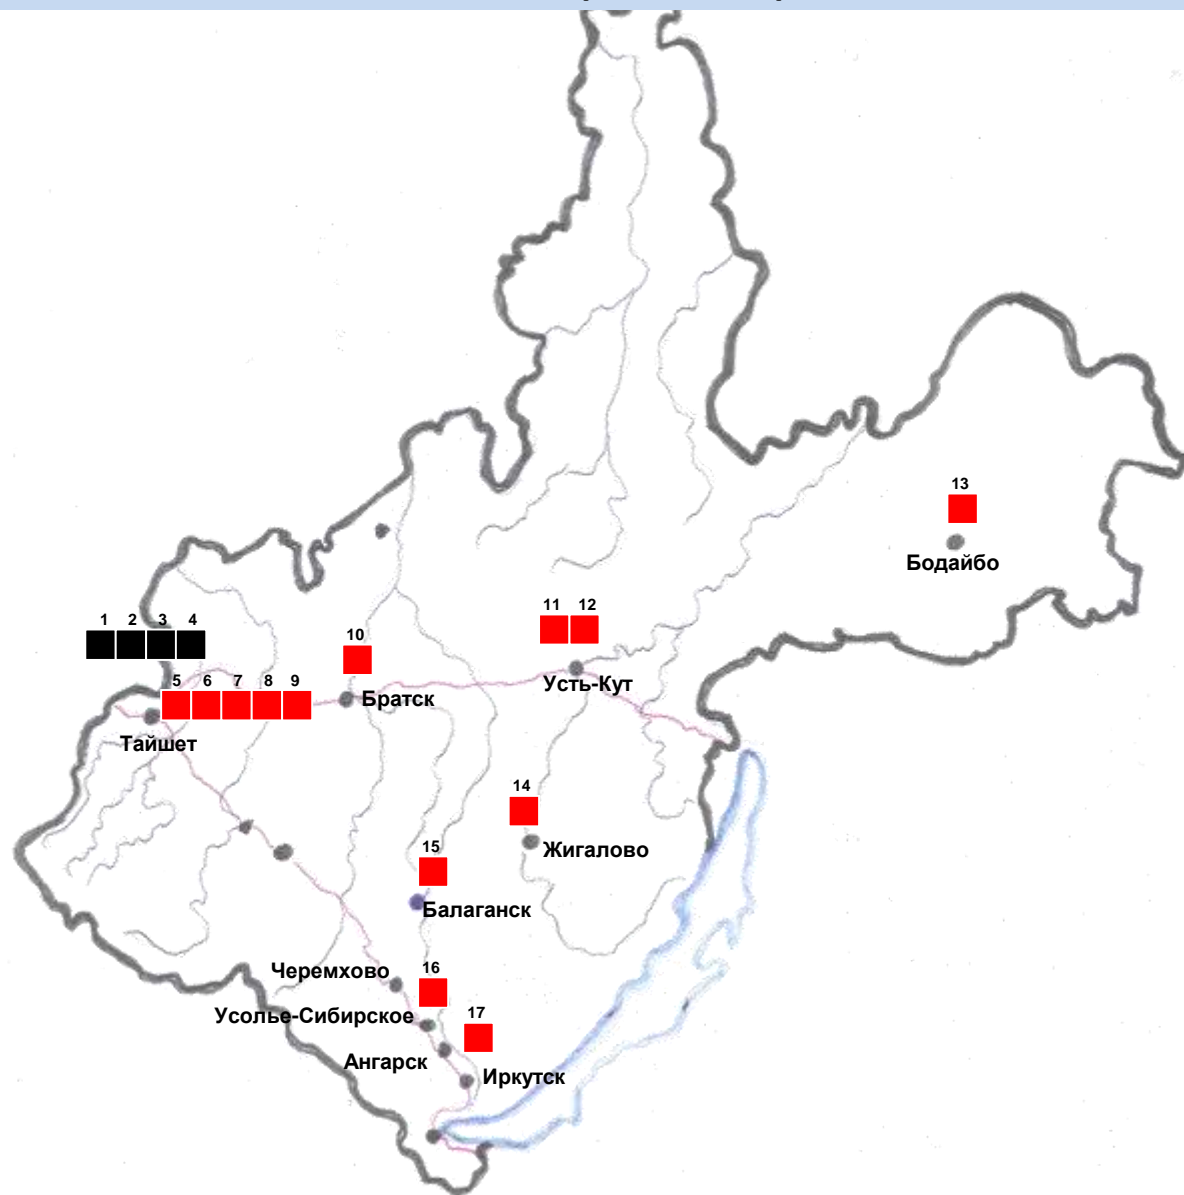 13
Бодайбо
1 2 3 4
11 12
10
Усть-Кут
5 6 7 8 9
Братск
Тайшет
14
Жигалово
15
Балаганск
Черемхово
16
Усолье-Сибирское
17
Ангарск
Иркутск